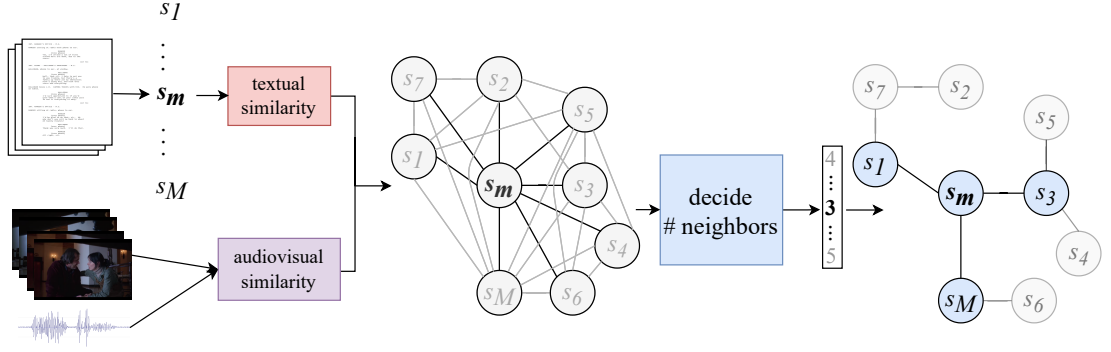 s1
⋮
sm
⋮
sM
textual
similarity
audiovisual
similarity
s7
s2
s5
s1
sm
s3
s4
sM
s6
decide
# neighbors
4
⋮
3
⋮
5
s7
s2
s5
s1
sm
s3
s4
sM
s6